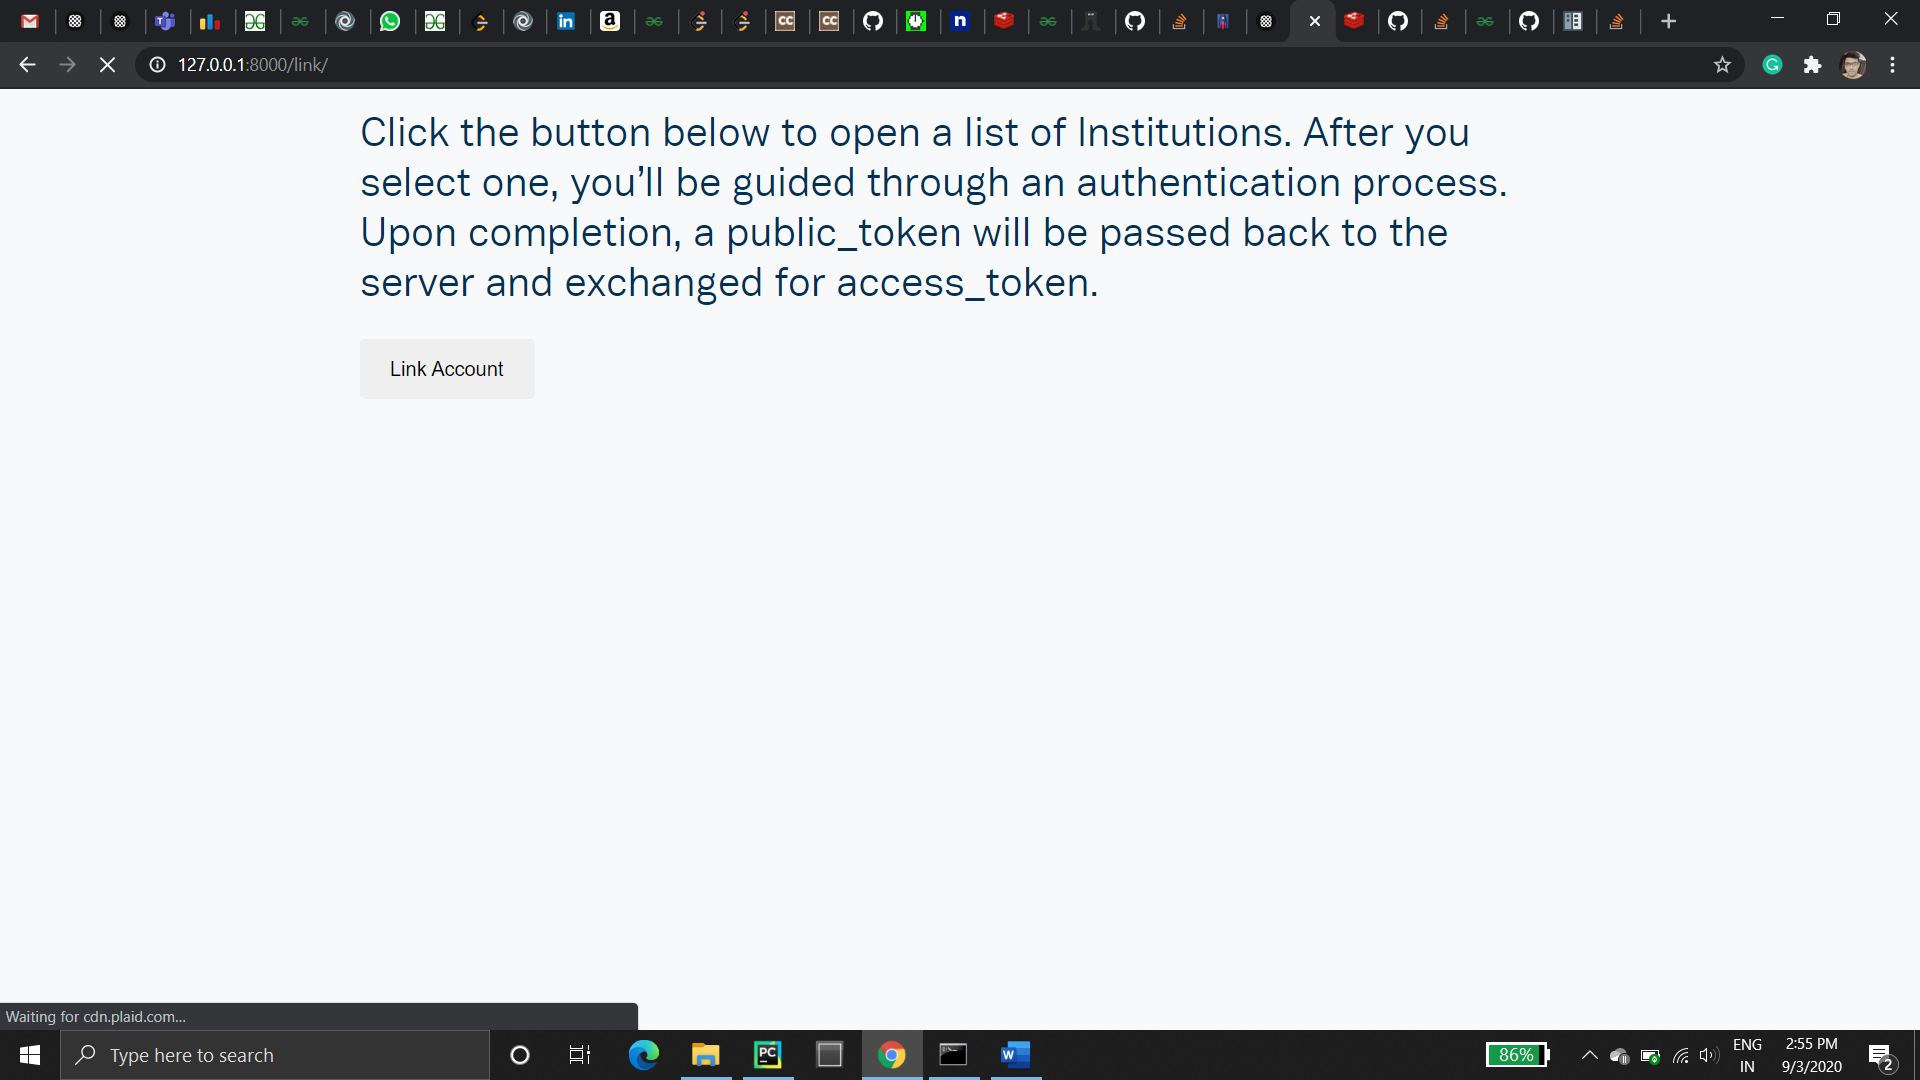 127.0.0.1:8000/link/
Click the button below to open a list of Institutions. After you
select one, you’ll be guided through an authentication process.
Upon completion, a public_token will be passed back to the
server and exchanged for access_token.
Link Account
Waiting for cdn.plaid.com...
Type here to search
86%
ENG
IN
2:55 PM
9/3/2020
2